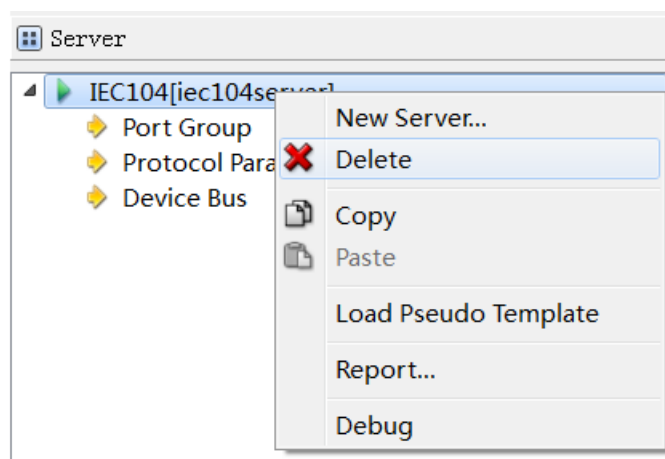 Server
IEC104[iec104server]
Port Group
Protocol Para
Device Bus
New Server...
Delete
Copy
Paste
Load Pseudo Template
Report...
Debug